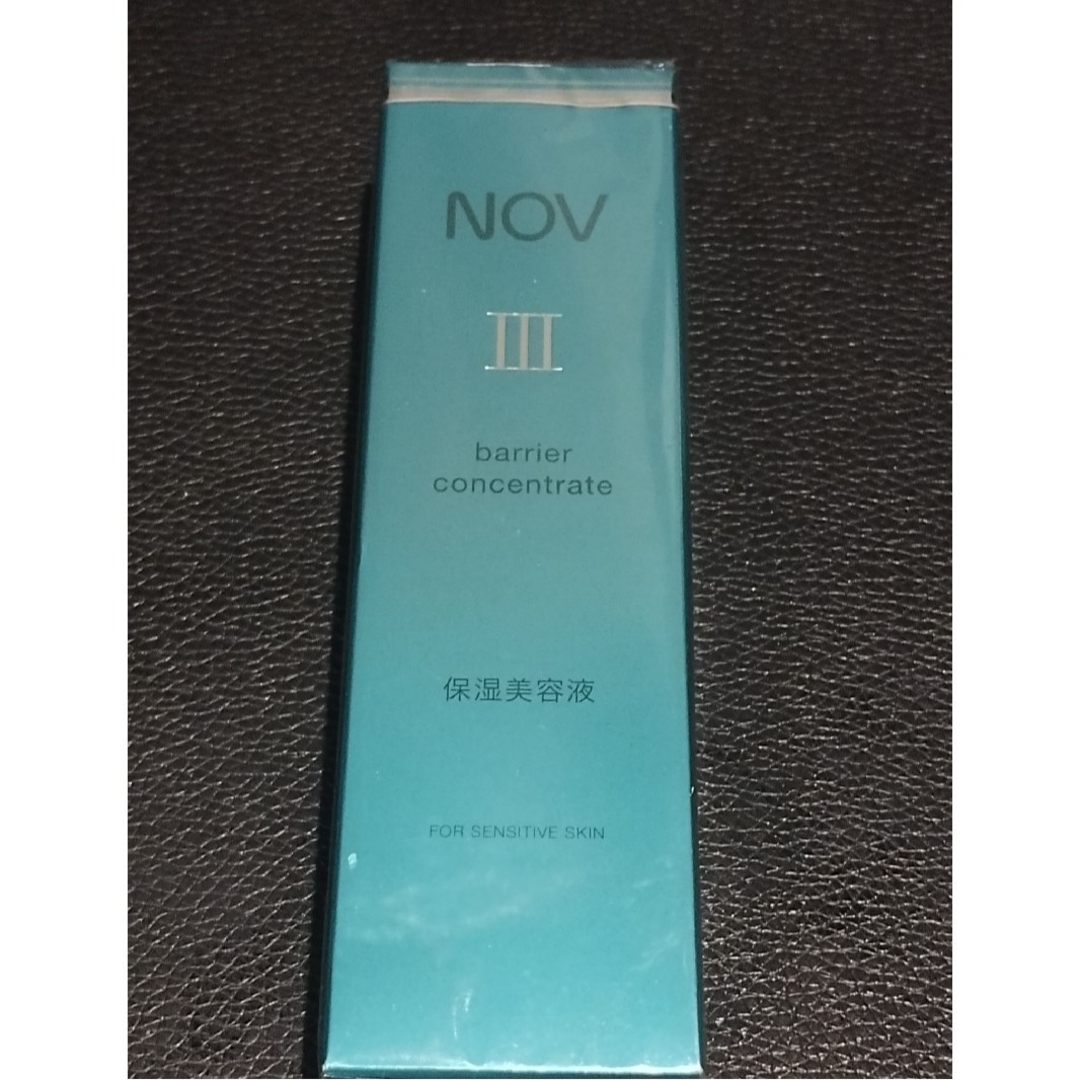 NOV
III
barrier
concentrate
保湿美容液
FOR SENSITIVE SKIN